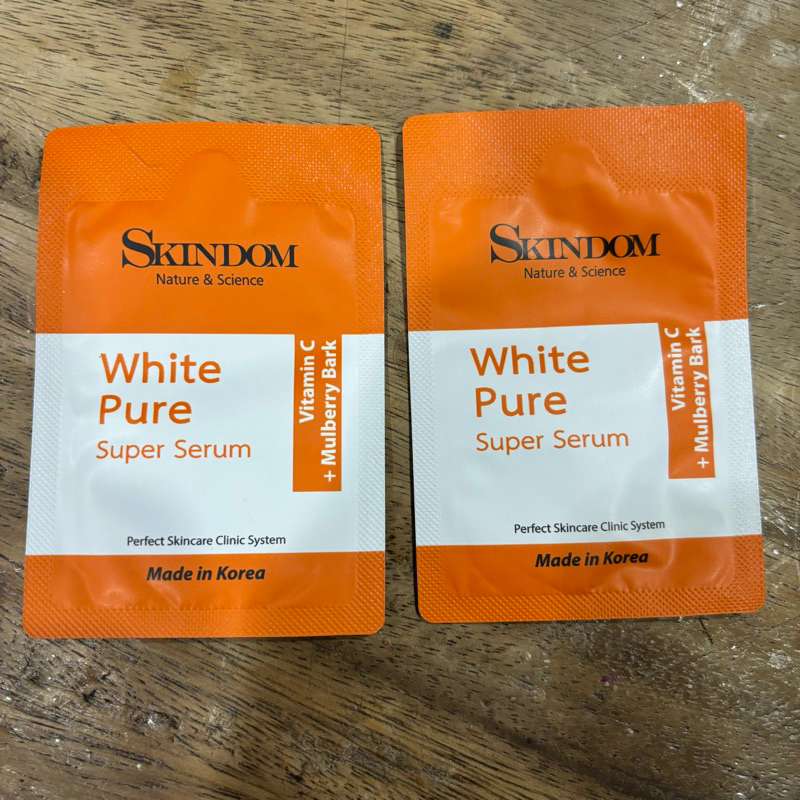 SKINDOM
Nature & Science
White
Pure
Super Serum
Vitamin C
+ Mulberry Bark
Perfect Skincare Clinic System
Made in Korea
SKINDOM
Nature & Science
White
Pure
Super Serum
Vitamin C
+ Mulberry Bark
Perfect Skincare Clinic System
Made in Korea